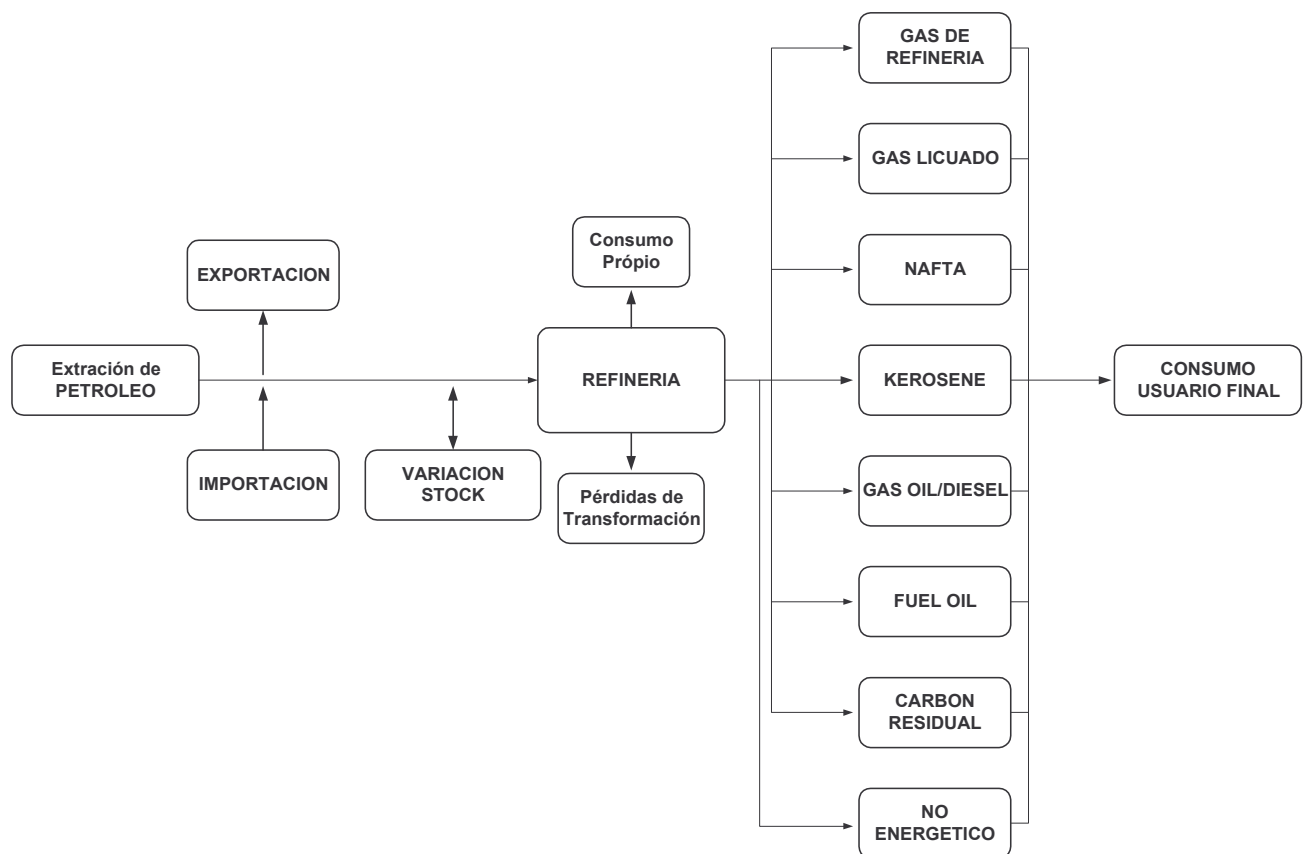 GAS DE
REFINERIA
GAS LICUADO
Consumo
Própio
NAFTA
EXPORTACION
Extración de
PETROLEO
REFINERIA
KEROSENE
CONSUMO
USUARIO FINAL
IMPORTACION
VARIACION
STOCK
Pérdidas de
Transformación
GAS OIL/DIESEL
FUEL OIL
CARBON
RESIDUAL
NO
ENERGETICO